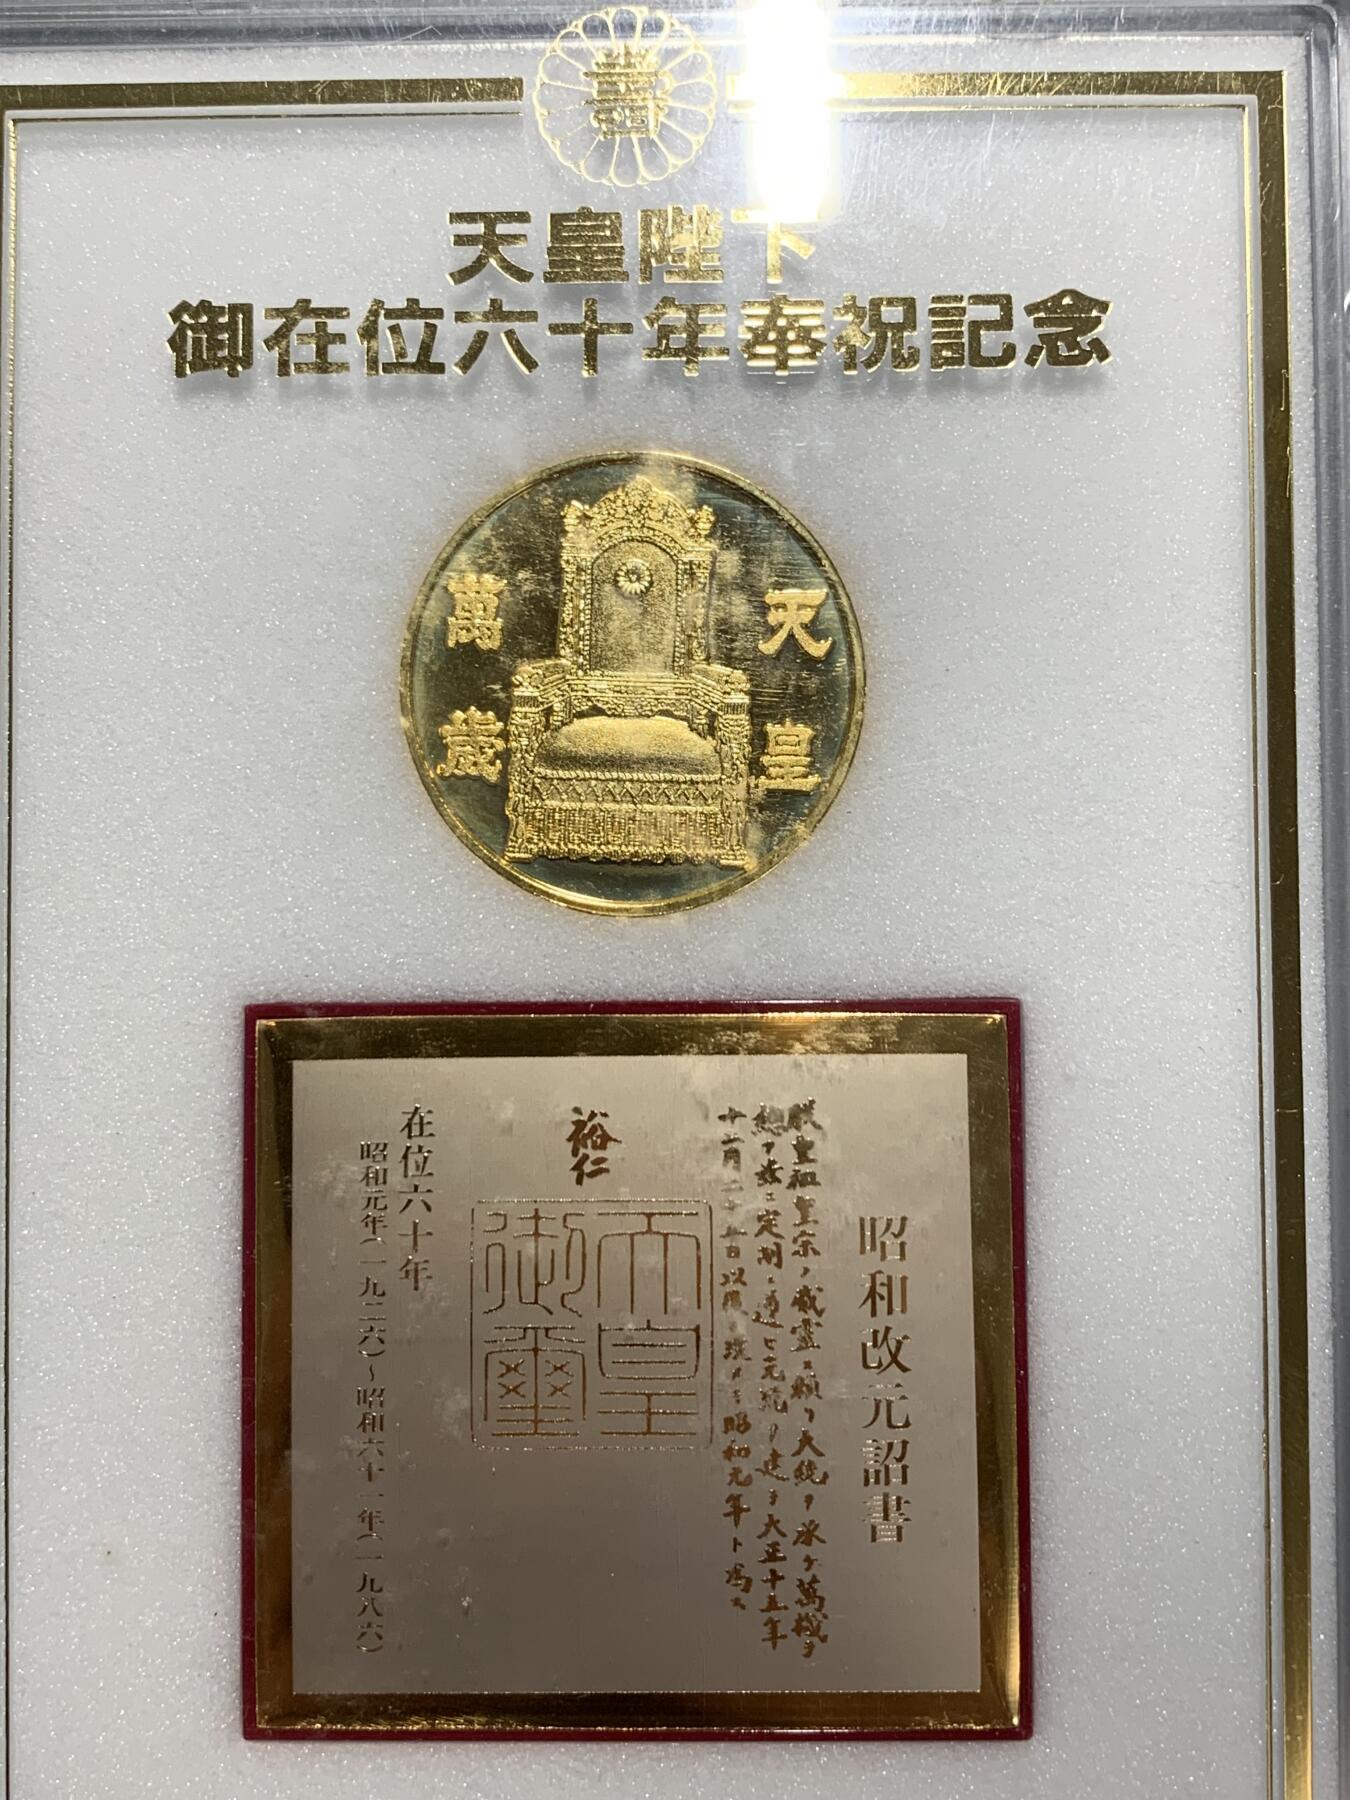 壽
天皇陛下
御在位六十年奉祝記念
天皇
萬歳
昭和改元詔書
朕皇祖皇宗ノ威靈ニ頼リ大統ヲ承ケ萬機ヲ
總フ茲ニ定制ニ遵ヒ元號ヲ建テ大正十五年
十二月二十五日以後ヲ改メテ昭和元年ト爲ス
裕仁
天皇
御璽
在位六十年
昭和元年(一九二六)~昭和六十一年(一九八六)